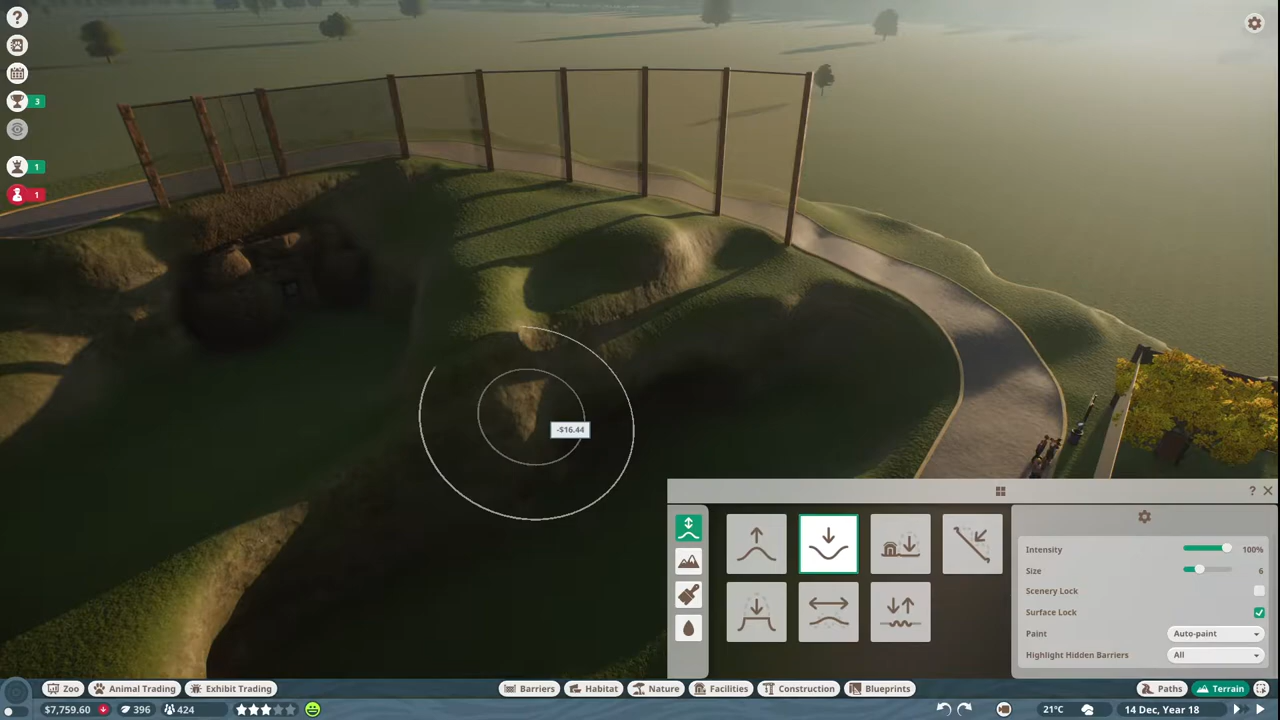 ?
3
1
1
-$16.44
? ×
Intensity 100%
Size 6
Scenery Lock
Surface Lock
Paint Auto-paint
Highlight Hidden Barriers All
Zoo Animal Trading Exhibit Trading Barriers Habitat Nature Facilities Construction Blueprints Paths Terrain
$7,759.60 396 424 21°C 14 Dec, Year 18